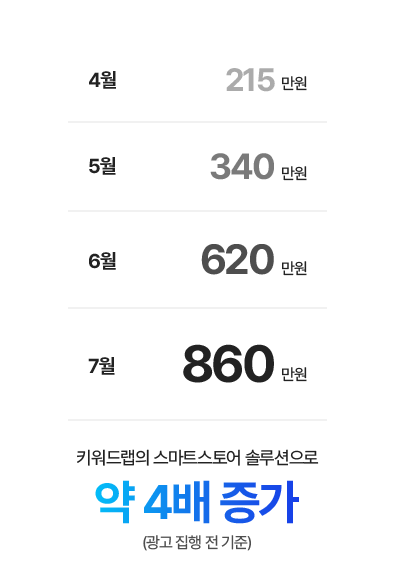 4월 215 만원
5월 340 만원
6월 620 만원
7월 860 만원
키워드랩의 스마트스토어 솔루션으로
약 4배 증가
(광고 집행 전 기준)